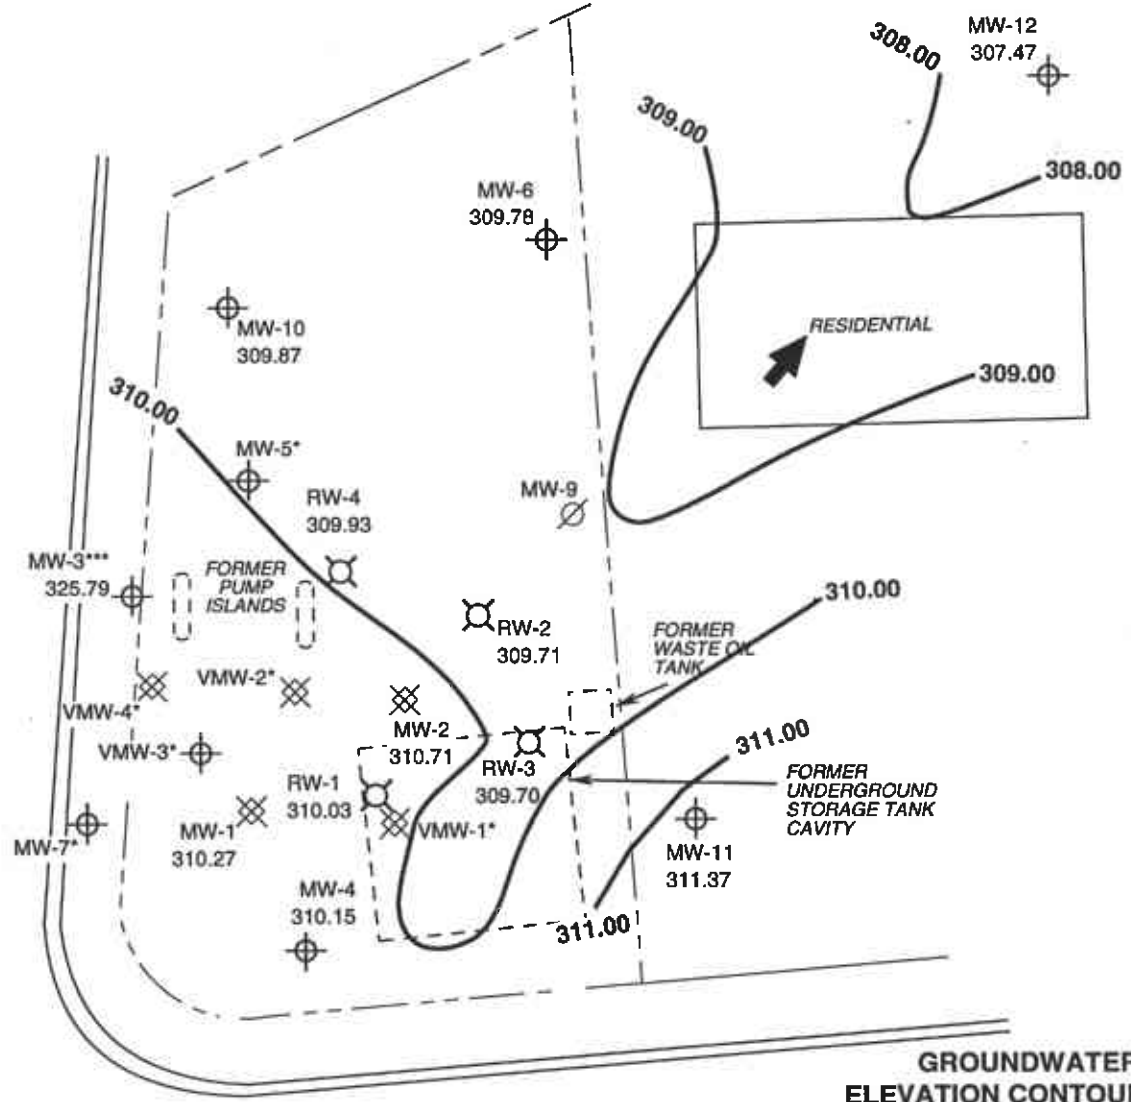 MW-12
307.47
308.00
309.00
308.00
MW-6
309.78
RESIDENTIAL
MW-10
309.87
309.00
310.00
MW-5*
RW-4
309.93
MW-9
MW-3***
325.79
FORMER
PUMP
ISLANDS
310.00
RW-2
309.71
FORMER
WASTE OIL
TANK
VMW-2*
VMW-4*
MW-2
310.71
VMW-3*
311.00
RW-3
309.70
FORMER
UNDERGROUND
STORAGE TANK
CAVITY
RW-1
310.03
VMW-1*
MW-1
310.27
MW-7*
MW-11
311.37
MW-4
310.15
311.00
GROUNDWATER
ELEVATION CONTOUR